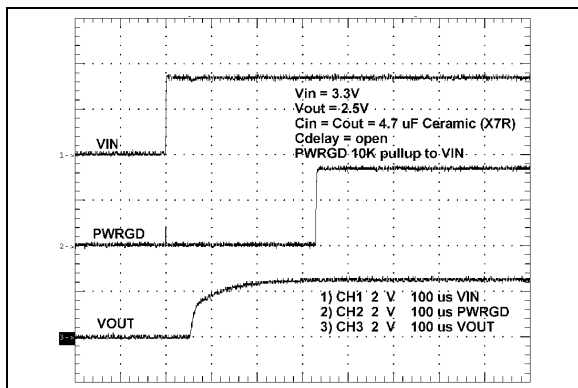 Vin = 3.3V
Vout = 2.5V
Cin = Cout = 4.7 uF Ceramic (X7R)
Cdelay = open
PWRGD 10K pullup to VIN
VIN
1->
PWRGD
2->
1) CH1 2 V 100 us VIN
2) CH2 2 V 100 us PWRGD
3) CH3 2 V 100 us VOUT
VOUT
3->